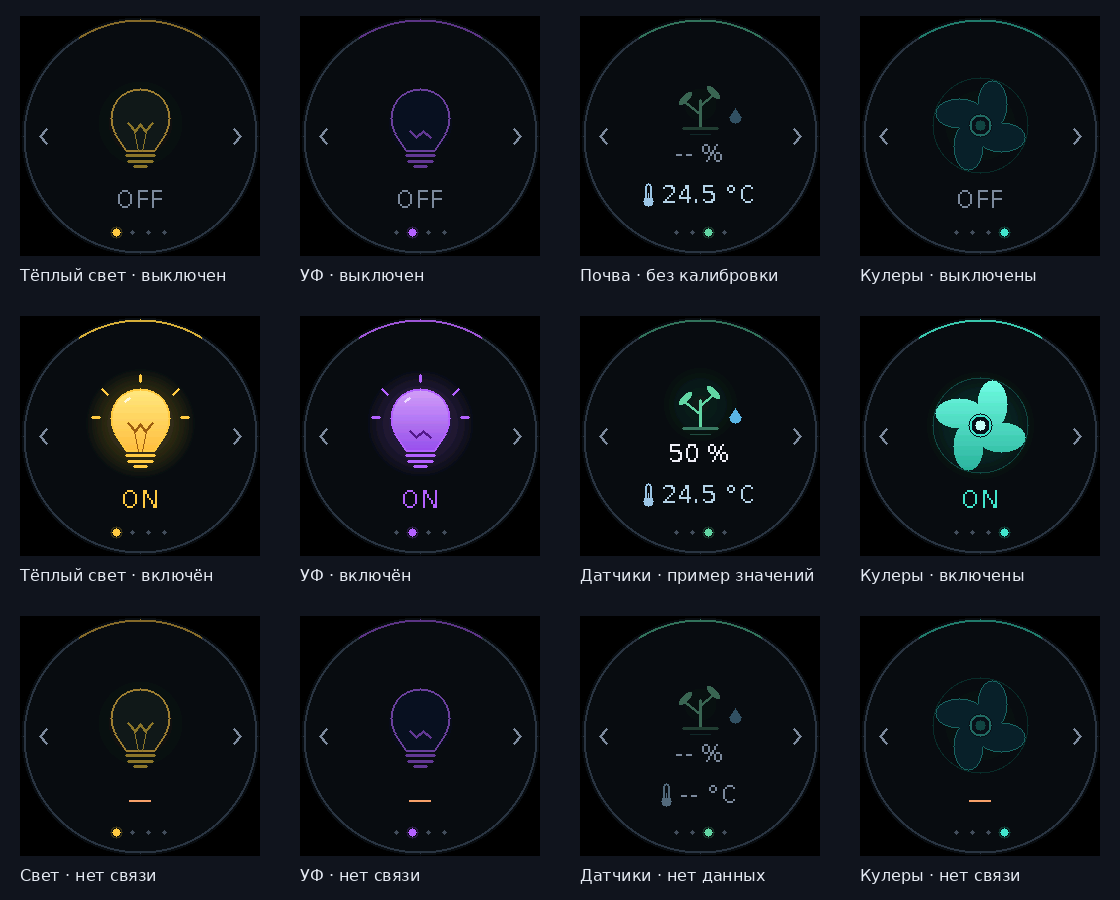 OFF
OFF
-- %
24.5 °C
OFF
Тёплый свет · выключен
УФ · выключен
Почва · без калибровки
Кулеры · выключены
ON
ON
50 %
24.5 °C
ON
Тёплый свет · включён
УФ · включён
Датчики · пример значений
Кулеры · включены
—
—
-- %
-- °C
—
Свет · нет связи
УФ · нет связи
Датчики · нет данных
Кулеры · нет связи